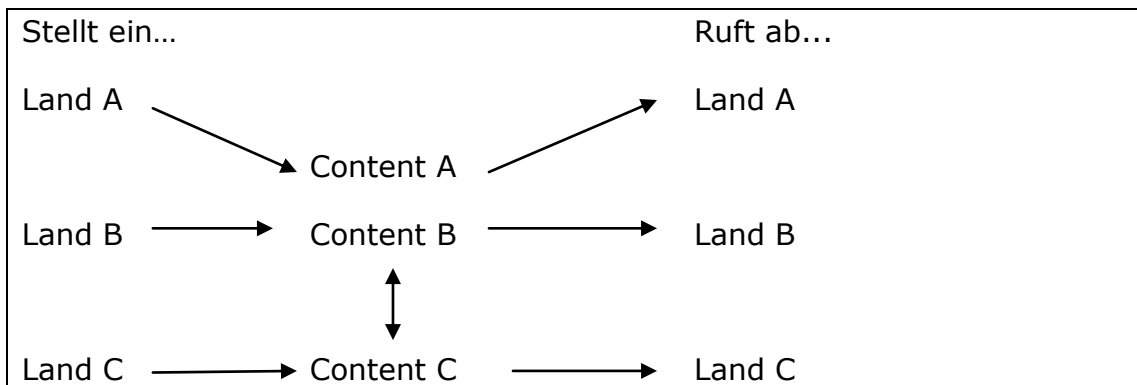 Stellt ein… Ruft ab…
Land A Land A
Content A
Land B Content B Land B
Land C Content C Land C